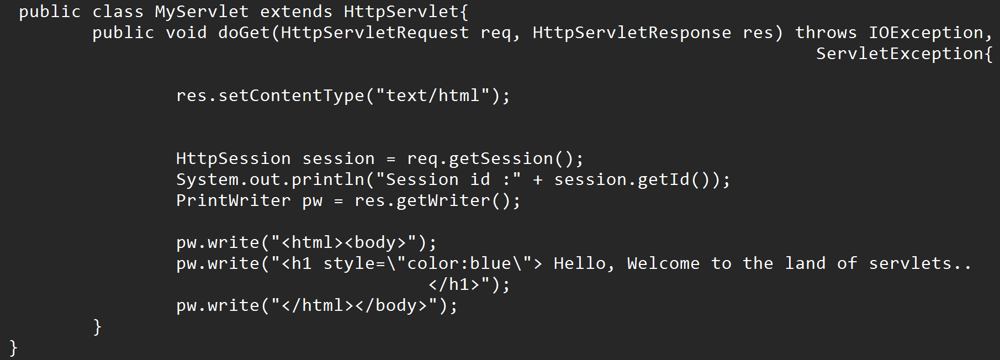 public class MyServlet extends HttpServlet{
public void doGet(HttpServletRequest req, HttpServletResponse res) throws IOException,
ServletException{
res.setContentType("text/html");
HttpSession session = req.getSession();
System.out.println("Session id :" + session.getId());
PrintWriter pw = res.getWriter();
pw.write("<html><body>");
pw.write("<h1 style=\"color:blue\"> Hello, Welcome to the land of servlets..
</h1>");
pw.write("</html></body>");
}
}